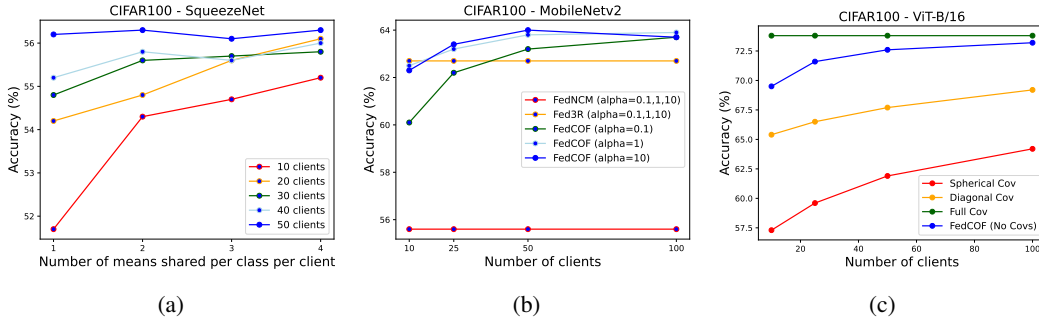 CIFAR100 - SqueezeNet
Accuracy (%)
56
55
54
53
52
1
2
3
4
Number of means shared per class per client
10 clients
20 clients
30 clients
40 clients
50 clients
(a)
CIFAR100 - MobileNetv2
Accuracy (%)
64
62
60
58
56
10
25
50
100
Number of clients
FedNCM (alpha=0.1,1,10)
Fed3R (alpha=0.1,1,10)
FedCOF (alpha=0.1)
FedCOF (alpha=1)
FedCOF (alpha=10)
(b)
CIFAR100 - ViT-B/16
Accuracy (%)
72.5
70.0
67.5
65.0
62.5
60.0
57.5
20
40
60
80
100
Number of clients
Spherical Cov
Diagonal Cov
Full Cov
FedCOF (No Covs)
(c)